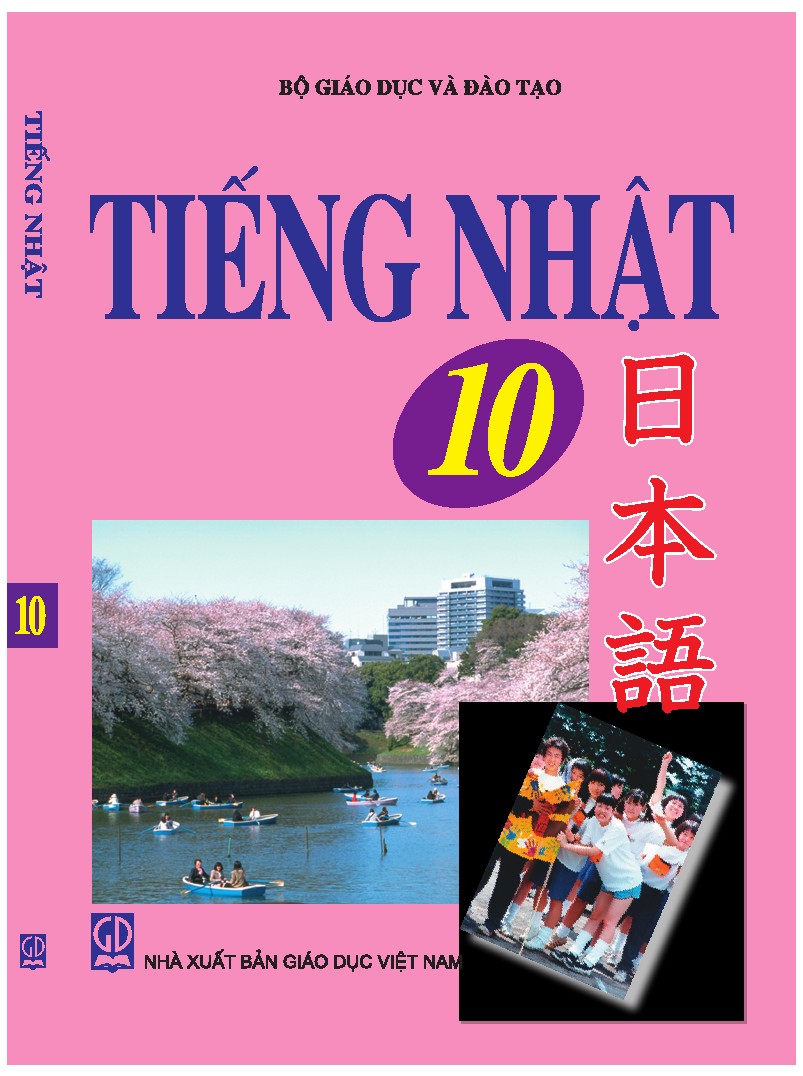 BỘ GIÁO DỤC VÀ ĐÀO TẠO
TIẾNG NHẬT
TIẾNG NHẬT
10
日本語
10
GD
GD
NHÀ XUẤT BẢN GIÁO DỤC VIỆT NAM